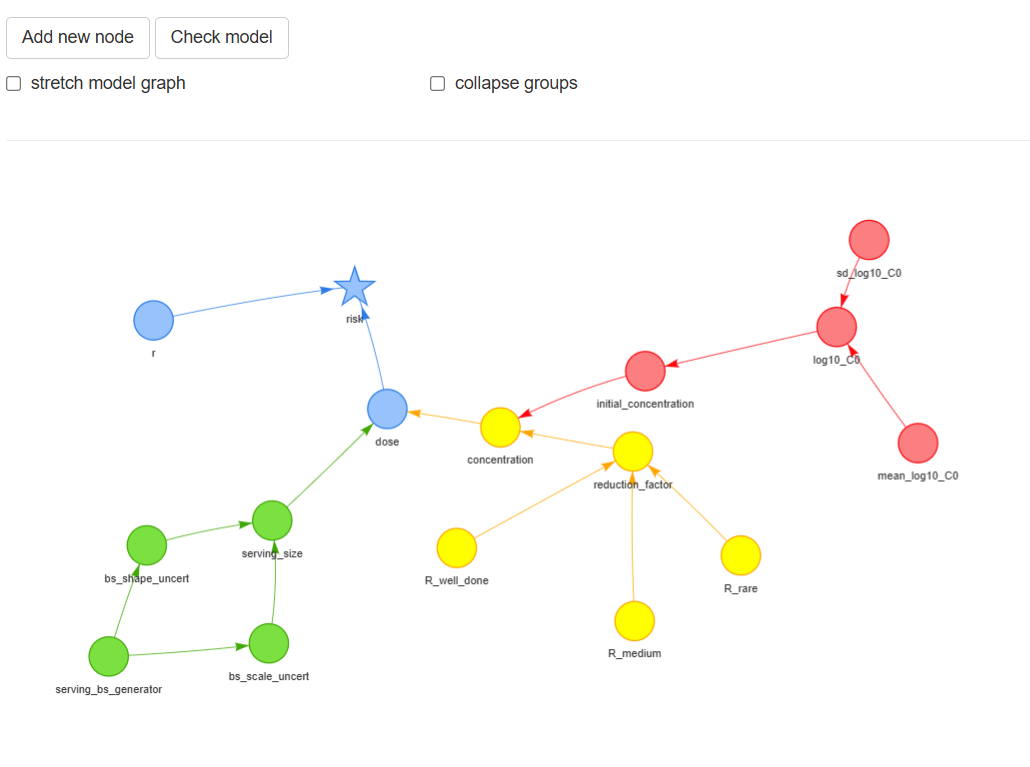 Add new node Check model
stretch model graph collapse groups
sd_log10_C0
risk
r
log10_C0
initial_concentration
dose
concentration
mean_log10_C0
reduction_factor
serving_size
bs_shape_uncert
R_well_done
R_rare
R_medium
bs_scale_uncert
serving_bs_generator